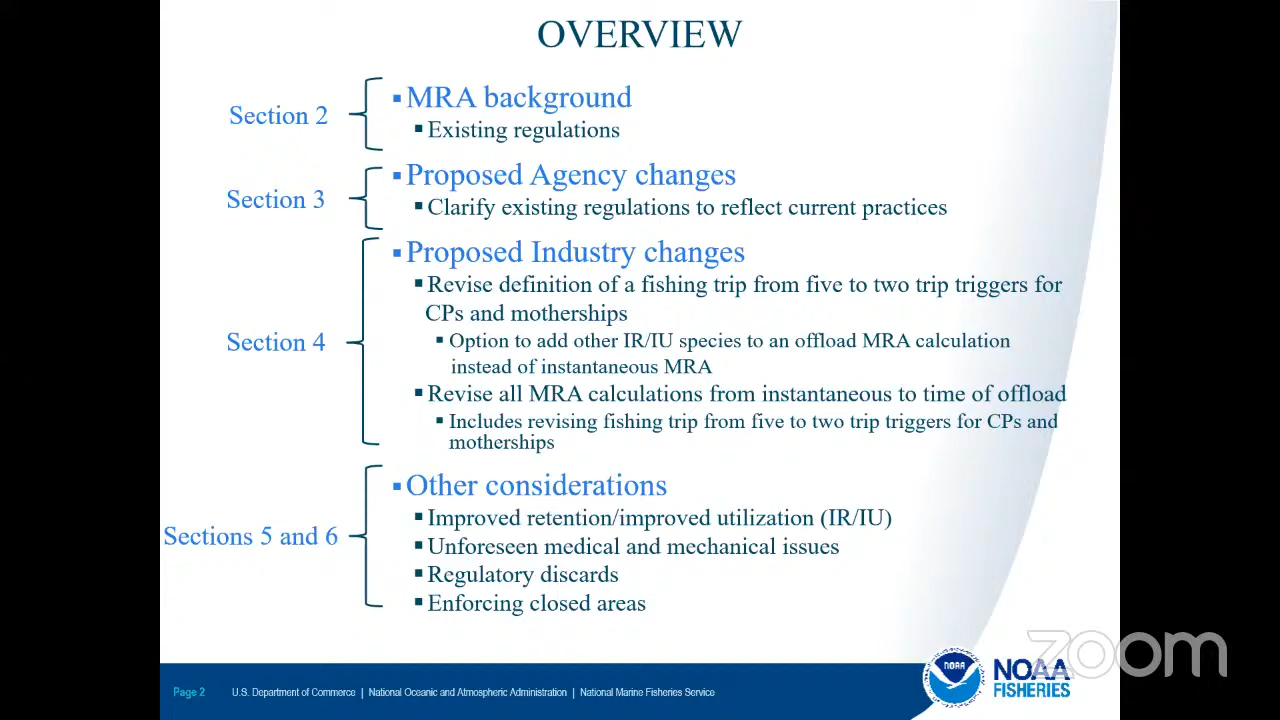 OVERVIEW
Section 2
▪MRA background
▪Existing regulations
Section 3
▪Proposed Agency changes
▪Clarify existing regulations to reflect current practices
Section 4
▪Proposed Industry changes
▪Revise definition of a fishing trip from five to two trip triggers for
CPs and motherships
▪Option to add other IR/IU species to an offload MRA calculation
instead of instantaneous MRA
▪Revise all MRA calculations from instantaneous to time of offload
▪Includes revising fishing trip from five to two trip triggers for CPs and
motherships
Sections 5 and 6
▪Other considerations
▪Improved retention/improved utilization (IR/IU)
▪Unforeseen medical and mechanical issues
▪Regulatory discards
▪Enforcing closed areas
zoom
Page 2
U.S. Department of Commerce | National Oceanic and Atmospheric Administration | National Marine Fisheries Service
NOAA
NOAA
FISHERIES